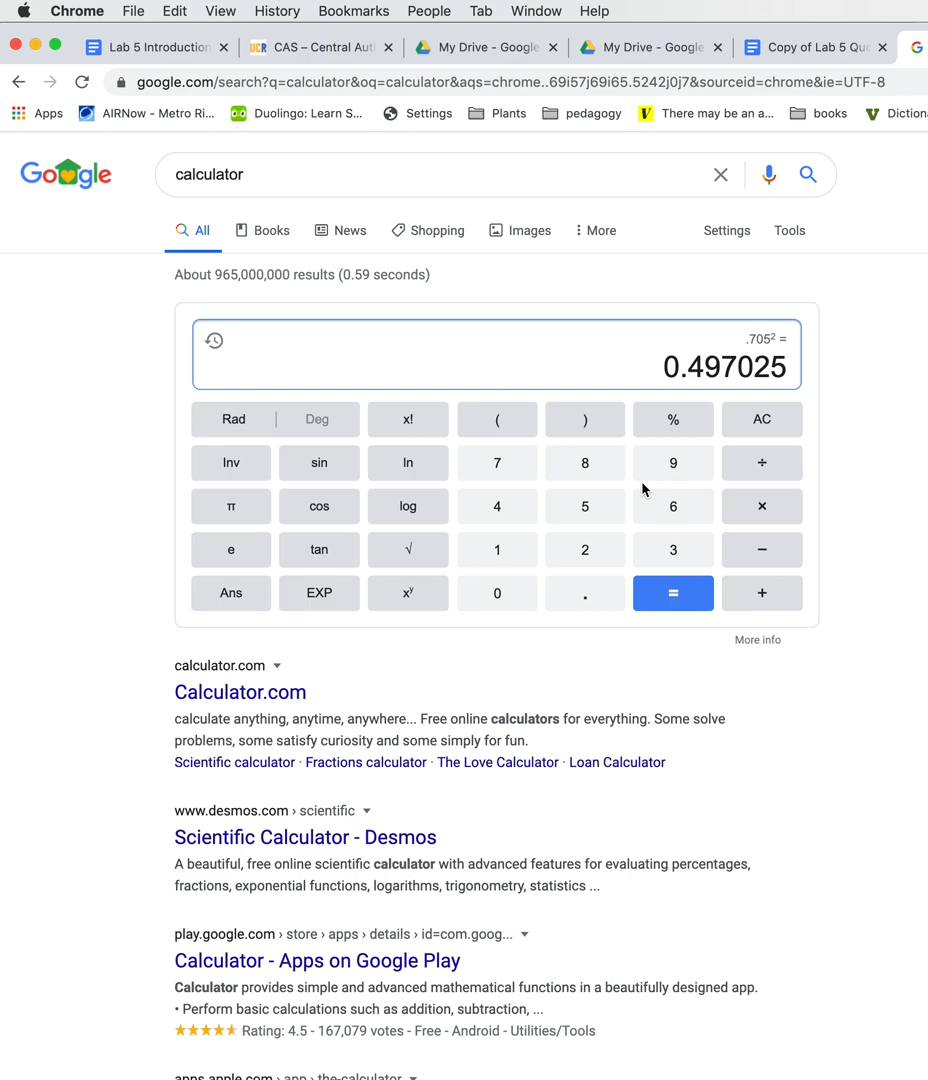 Chrome File Edit View History Bookmarks People Tab Window Help
Lab 5 Introduction × UCR CAS – Central Aut × My Drive - Google × My Drive - Google × Copy of Lab 5 Qu × G
google.com/search?q=calculator&oq=calculator&aqs=chrome..69i57j69i65.5242j0j7&sourceid=chrome&ie=UTF-8
Apps AIRNow - Metro Ri... Duolingo: Learn S... Settings Plants pedagogy There may be an a... books Diction
Google calculator
All Books News Shopping Images More Settings Tools
About 965,000,000 results (0.59 seconds)
.705² =
0.497025
Rad | Deg x! ( ) % AC
Inv sin ln 7 8 9 ÷
π cos log 4 5 6 ×
e tan √ 1 2 3 −
Ans EXP xʸ 0 . = +
More info
calculator.com
Calculator.com
calculate anything, anytime, anywhere... Free online calculators for everything. Some solve
problems, some satisfy curiosity and some simply for fun.
Scientific calculator · Fractions calculator · The Love Calculator · Loan Calculator
www.desmos.com › scientific
Scientific Calculator - Desmos
A beautiful, free online scientific calculator with advanced features for evaluating percentages,
fractions, exponential functions, logarithms, trigonometry, statistics ...
play.google.com › store › apps › details › id=com.goog...
Calculator - Apps on Google Play
Calculator provides simple and advanced mathematical functions in a beautifully designed app.
• Perform basic calculations such as addition, subtraction, ...
Rating: 4.5 - 167,079 votes - Free - Android - Utilities/Tools
apps.apple.com › app › the-calculator